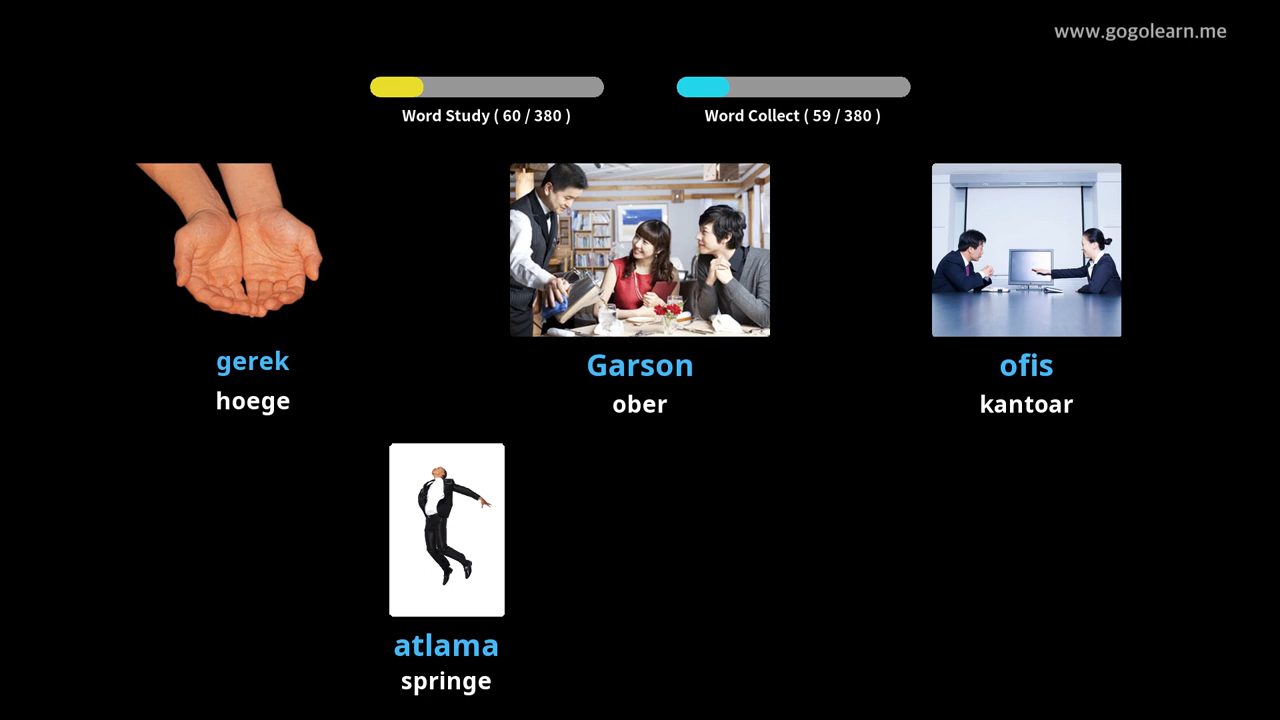 www.gogolearn.me
Word Study ( 60 / 380 )
Word Collect ( 59 / 380 )
gerek
hoege
Garson
ober
ofis
kantoar
atlama
springe